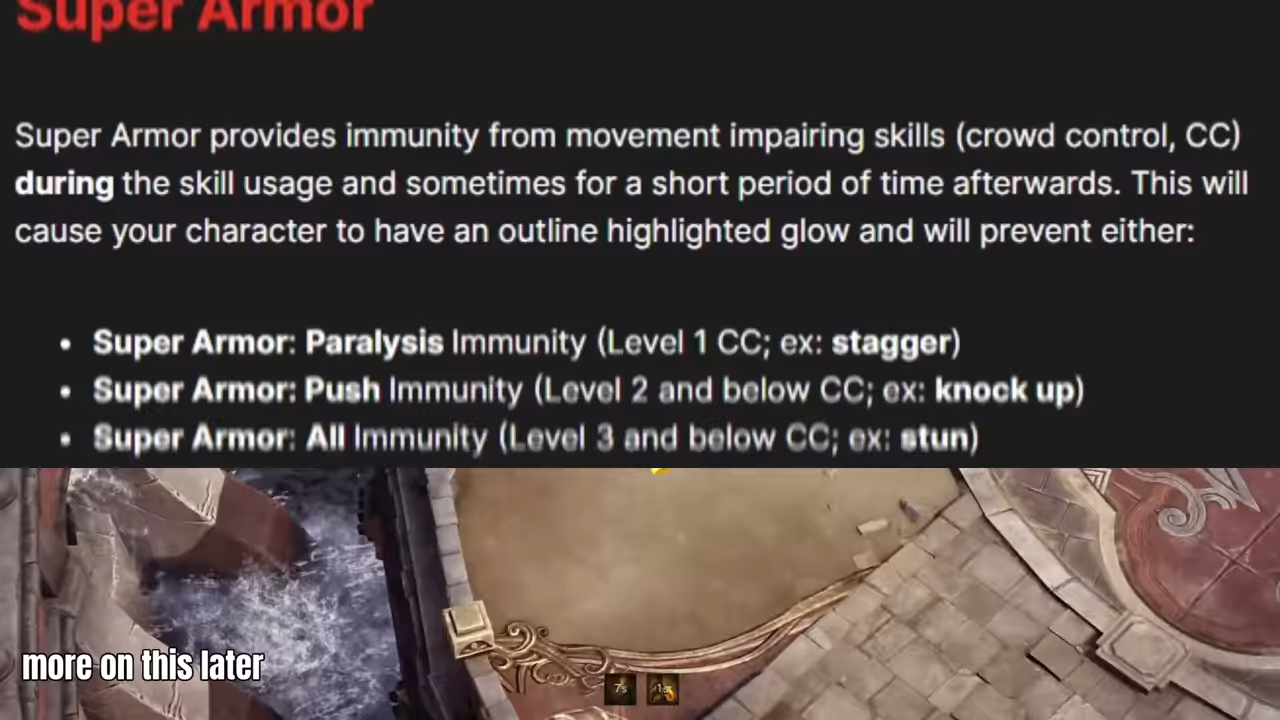 Super Armor
Super Armor provides immunity from movement impairing skills (crowd control, CC)
during the skill usage and sometimes for a short period of time afterwards. This will
cause your character to have an outline highlighted glow and will prevent either:
• Super Armor: Paralysis Immunity (Level 1 CC; ex: stagger)
• Super Armor: Push Immunity (Level 2 and below CC; ex: knock up)
• Super Armor: All Immunity (Level 3 and below CC; ex: stun)
more on this later
7s